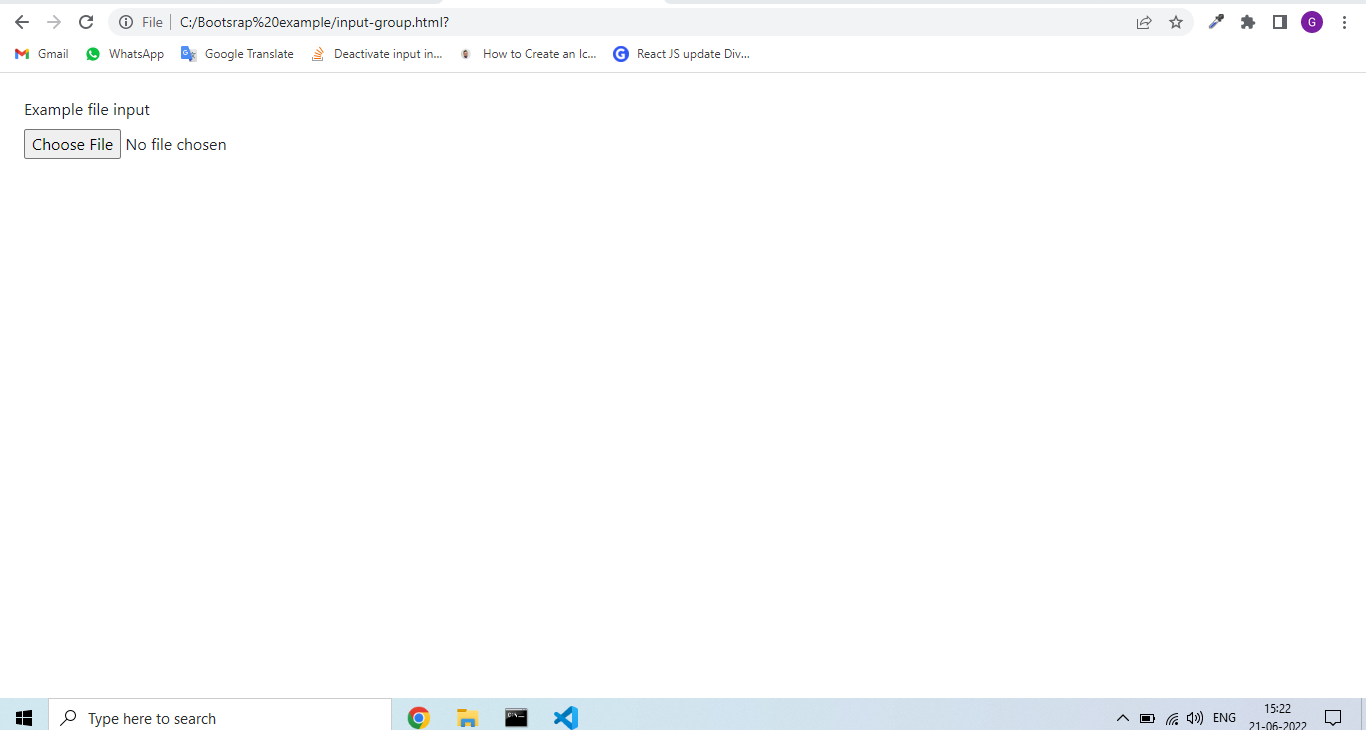 File C:/Bootsrap%20example/input-group.html? G
Gmail WhatsApp Google Translate Deactivate input in... How to Create an Ic... React JS update Div...
Example file input
Choose File No file chosen
Type here to search ENG 15:22
21-06-2022